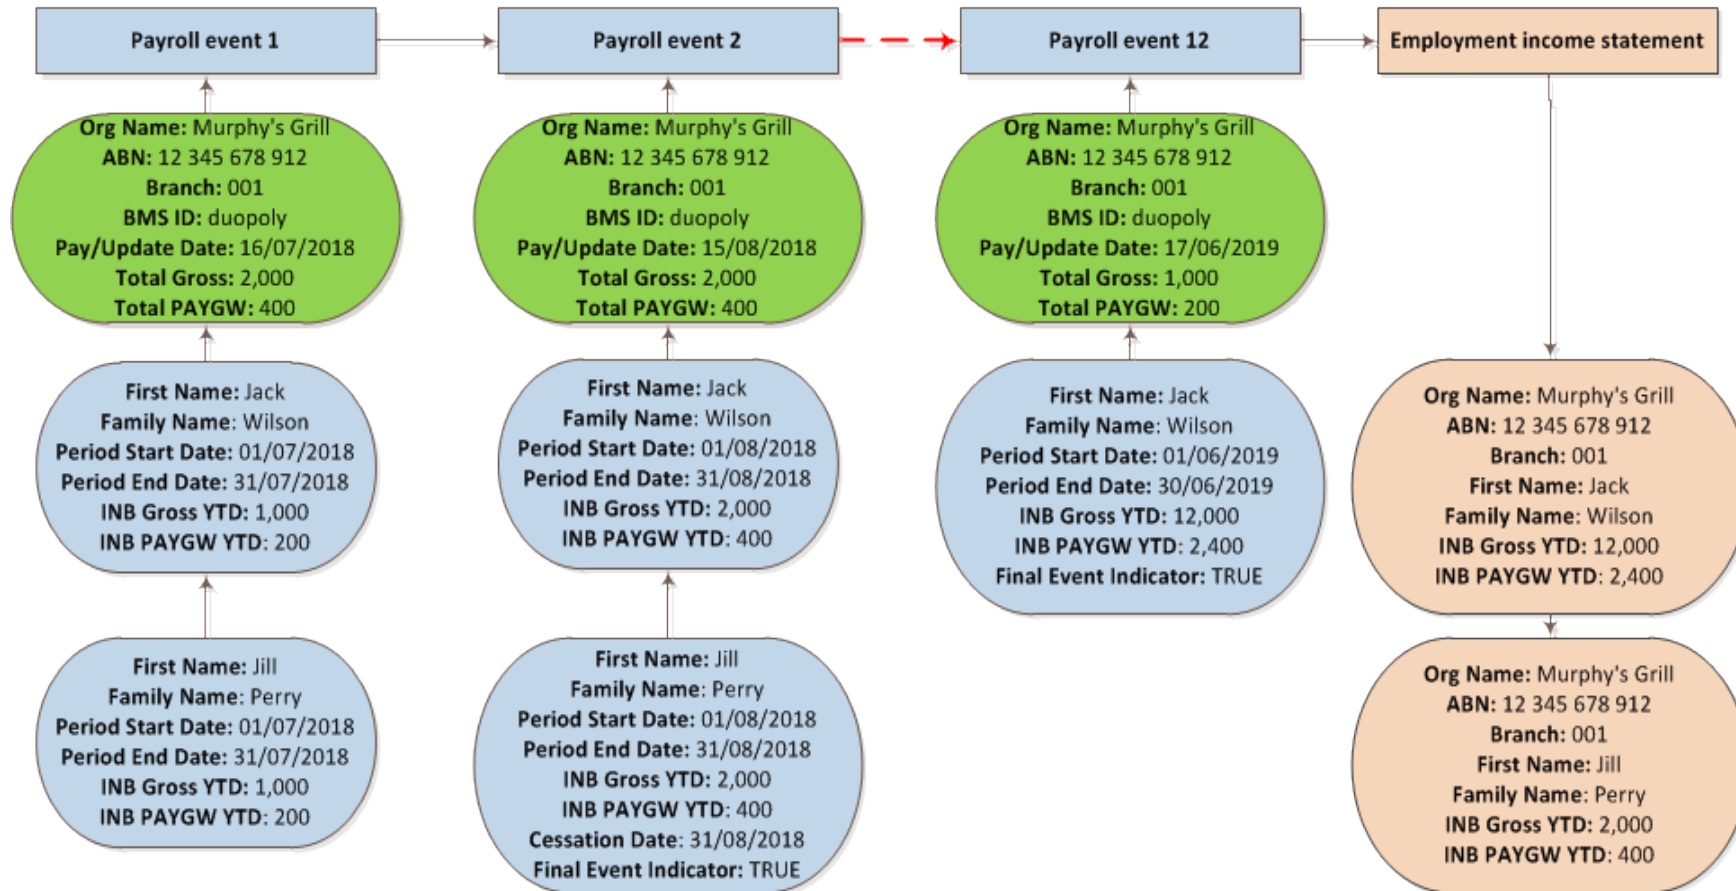 Payroll event 1
Org Name: Murphy's Grill
ABN: 12 345 678 912
Branch: 001
BMS ID: duopoly
Pay/Update Date: 16/07/2018
Total Gross: 2,000
Total PAYGW: 400
First Name: Jack
Family Name: Wilson
Period Start Date: 01/07/2018
Period End Date: 31/07/2018
INB Gross YTD: 1,000
INB PAYGW YTD: 200
First Name: Jill
Family Name: Perry
Period Start Date: 01/07/2018
Period End Date: 31/07/2018
INB Gross YTD: 1,000
INB PAYGW YTD: 200
Payroll event 2
Org Name: Murphy's Grill
ABN: 12 345 678 912
Branch: 001
BMS ID: duopoly
Pay/Update Date: 15/08/2018
Total Gross: 2,000
Total PAYGW: 400
First Name: Jack
Family Name: Wilson
Period Start Date: 01/08/2018
Period End Date: 31/08/2018
INB Gross YTD: 2,000
INB PAYGW YTD: 400
First Name: Jill
Family Name: Perry
Period Start Date: 01/08/2018
Period End Date: 31/08/2018
INB Gross YTD: 2,000
INB PAYGW YTD: 400
Cessation Date: 31/08/2018
Final Event Indicator: TRUE
Payroll event 12
Org Name: Murphy's Grill
ABN: 12 345 678 912
Branch: 001
BMS ID: duopoly
Pay/Update Date: 17/06/2019
Total Gross: 1,000
Total PAYGW: 200
First Name: Jack
Family Name: Wilson
Period Start Date: 01/06/2019
Period End Date: 30/06/2019
INB Gross YTD: 12,000
INB PAYGW YTD: 2,400
Final Event Indicator: TRUE
Employment income statement
Org Name: Murphy's Grill
ABN: 12 345 678 912
Branch: 001
First Name: Jack
Family Name: Wilson
INB Gross YTD: 12,000
INB PAYGW YTD: 2,400
Org Name: Murphy's Grill
ABN: 12 345 678 912
Branch: 001
First Name: Jill
Family Name: Perry
INB Gross YTD: 2,000
INB PAYGW YTD: 400